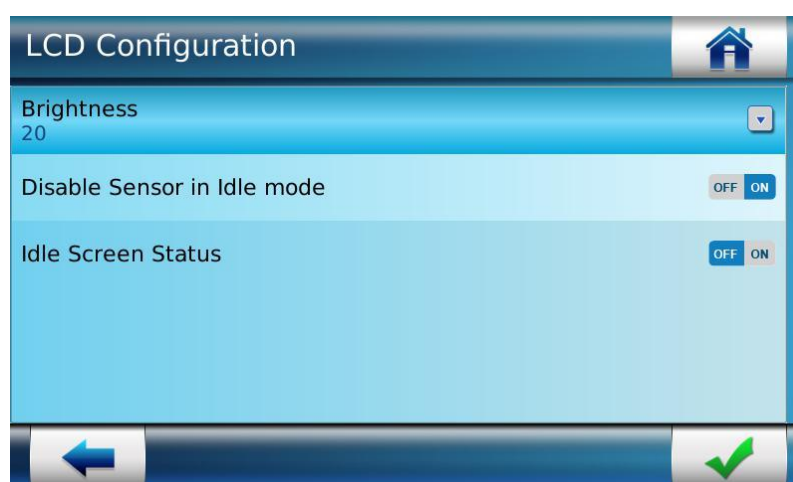 LCD Configuration
Brightness
20
Disable Sensor in Idle mode
OFF ON
Idle Screen Status
OFF ON